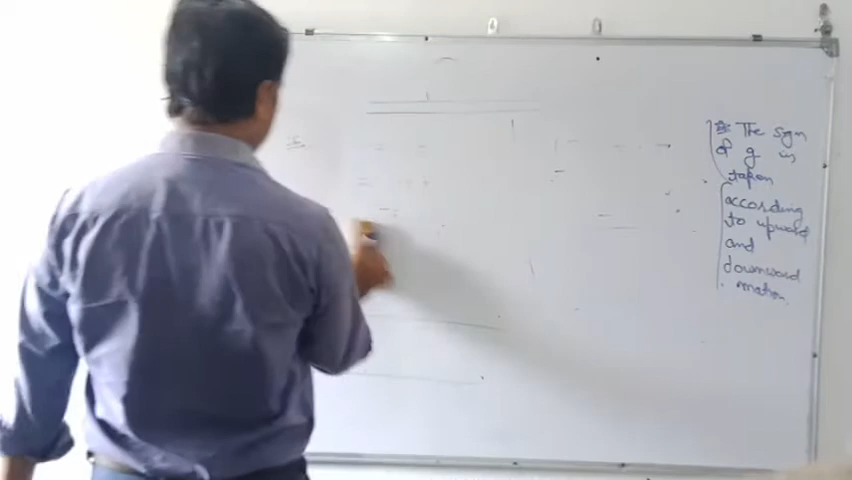 * The sign
of g is
taken
according
to upward
and
downward
motion.